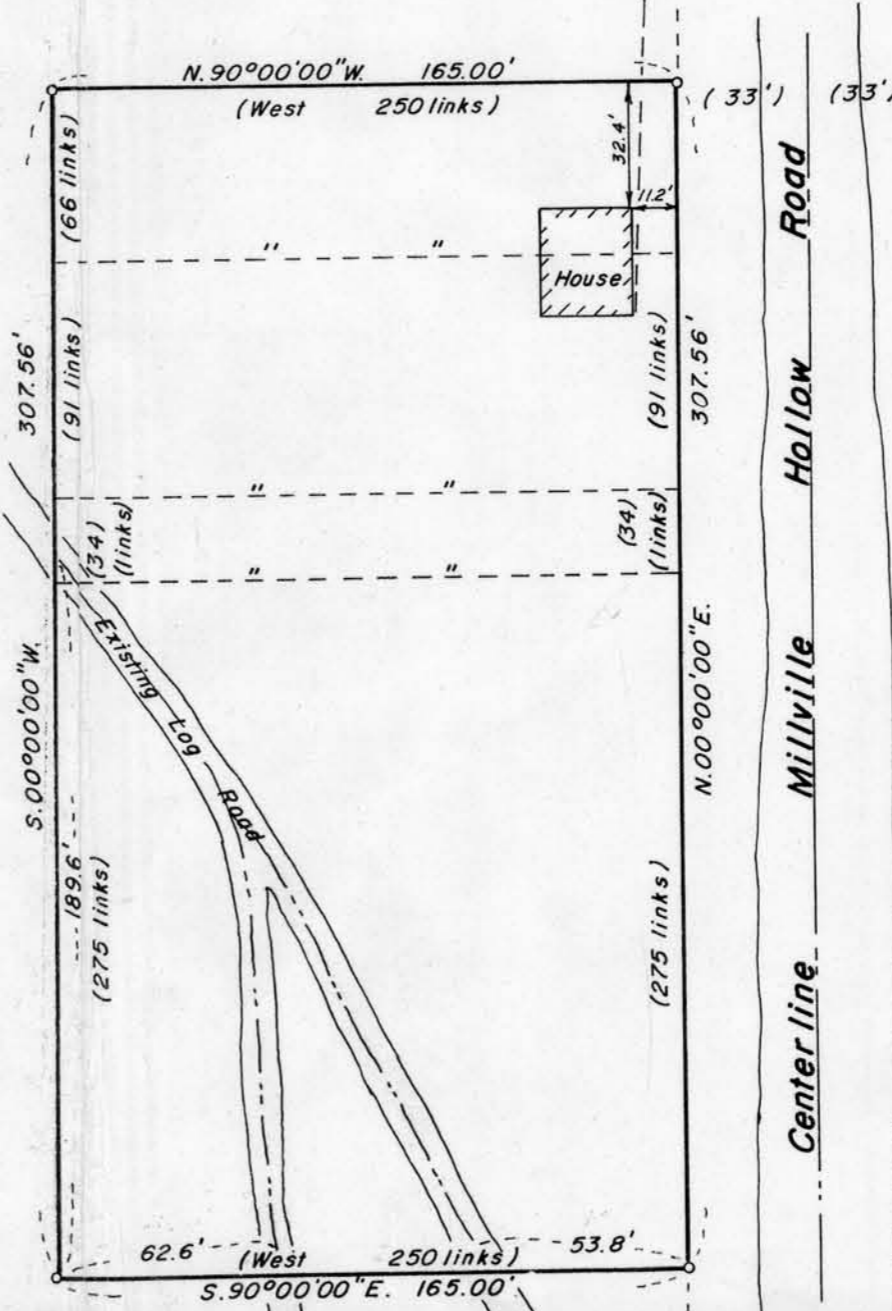 N.90°00'00"W. 165.00'
(West 250 links)
(33')
(33')
(66 links)
32.4'
11.2'
" "
House
307.56'
(91 links)
(91 links)
307.56'
" "
(34)
(links)
(34)
(links)
" "
Existing Log Road
S.00°00'00"W.
N.00°00'00"E.
189.6'
(275 links)
(275 links)
Center line Millville Hollow Road
62.6'
(West 250 links)
53.8'
S.90°00'00"E. 165.00'